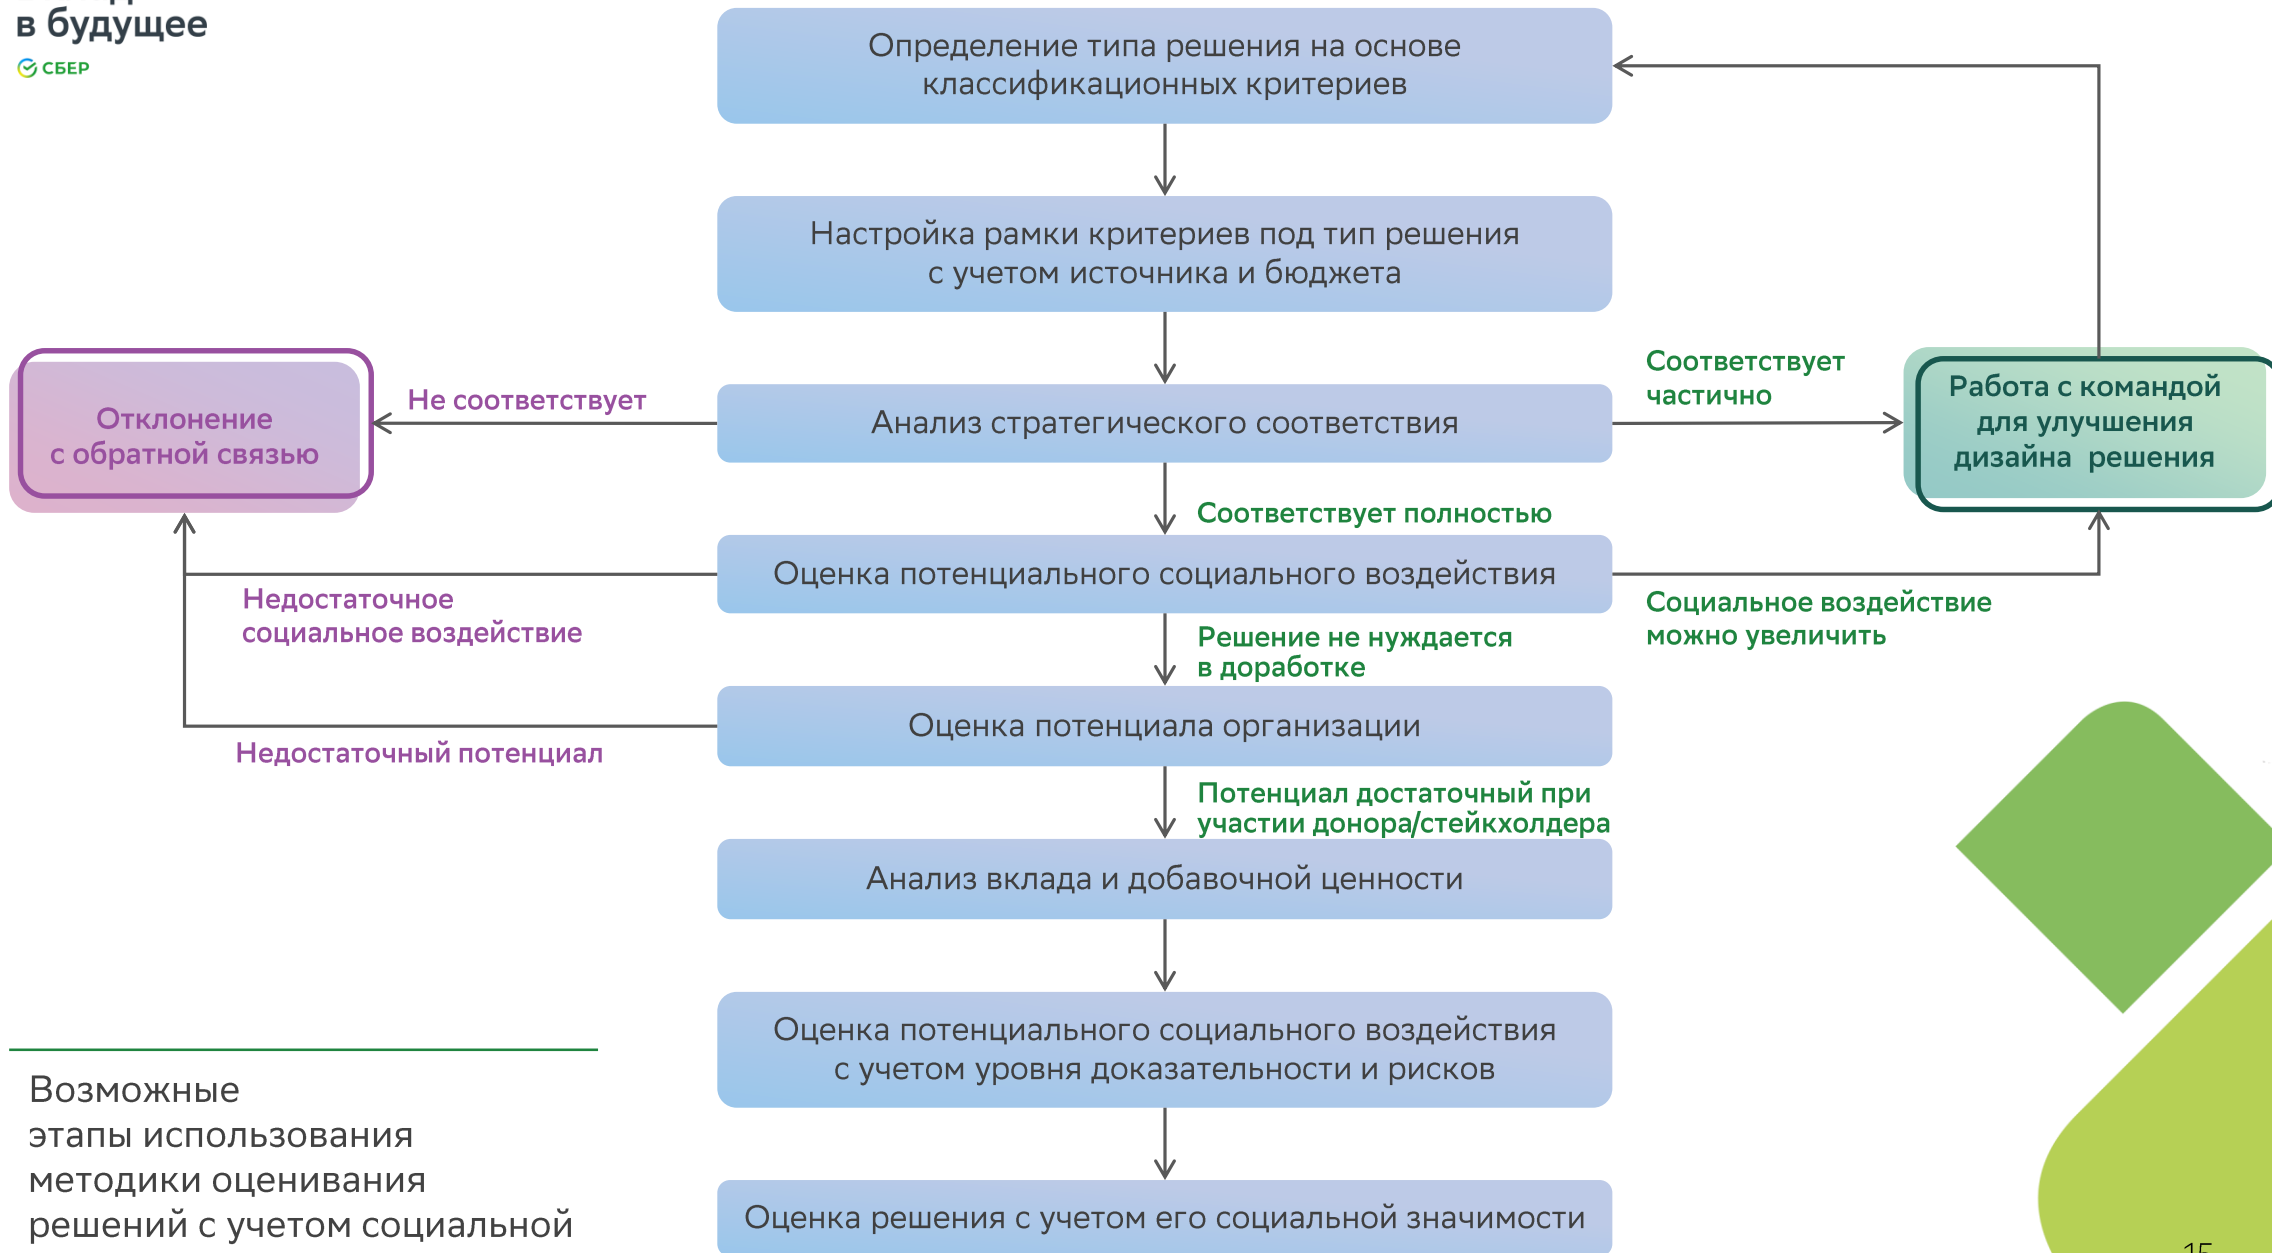 в будущее
СБЕР
Определение типа решения на основе
классификационных критериев
Настройка рамки критериев под тип решения
с учетом источника и бюджета
Отклонение
с обратной связью
Не соответствует
Анализ стратегического соответствия
Соответствует
частично
Работа с командой
для улучшения
дизайна решения
Соответствует полностью
Оценка потенциального социального воздействия
Недостаточное
социальное воздействие
Социальное воздействие
можно увеличить
Решение не нуждается
в доработке
Оценка потенциала организации
Недостаточный потенциал
Потенциал достаточный при
участии донора/стейкхолдера
Анализ вклада и добавочной ценности
Оценка потенциального социального воздействия
с учетом уровня доказательности и рисков
Оценка решения с учетом его социальной значимости
Возможные
этапы использования
методики оценивания
решений с учетом социальной
15